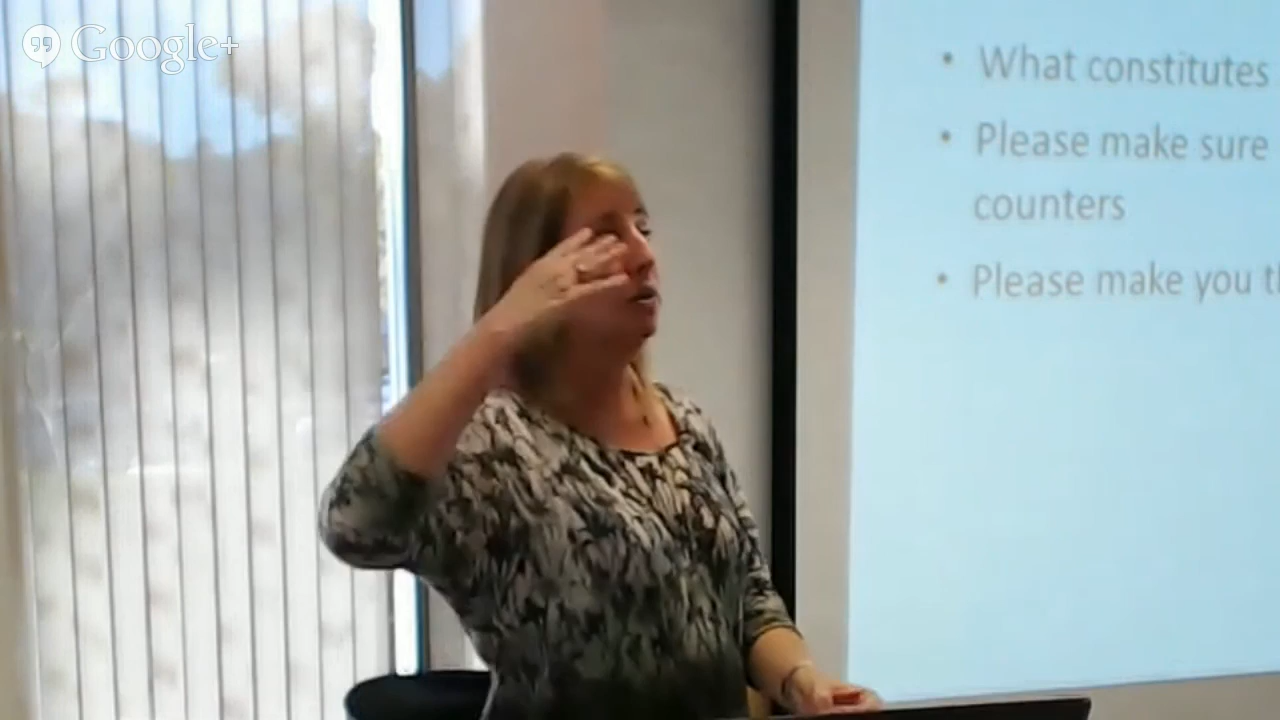 Google+
• What constitutes
• Please make sure
counters
• Please make you